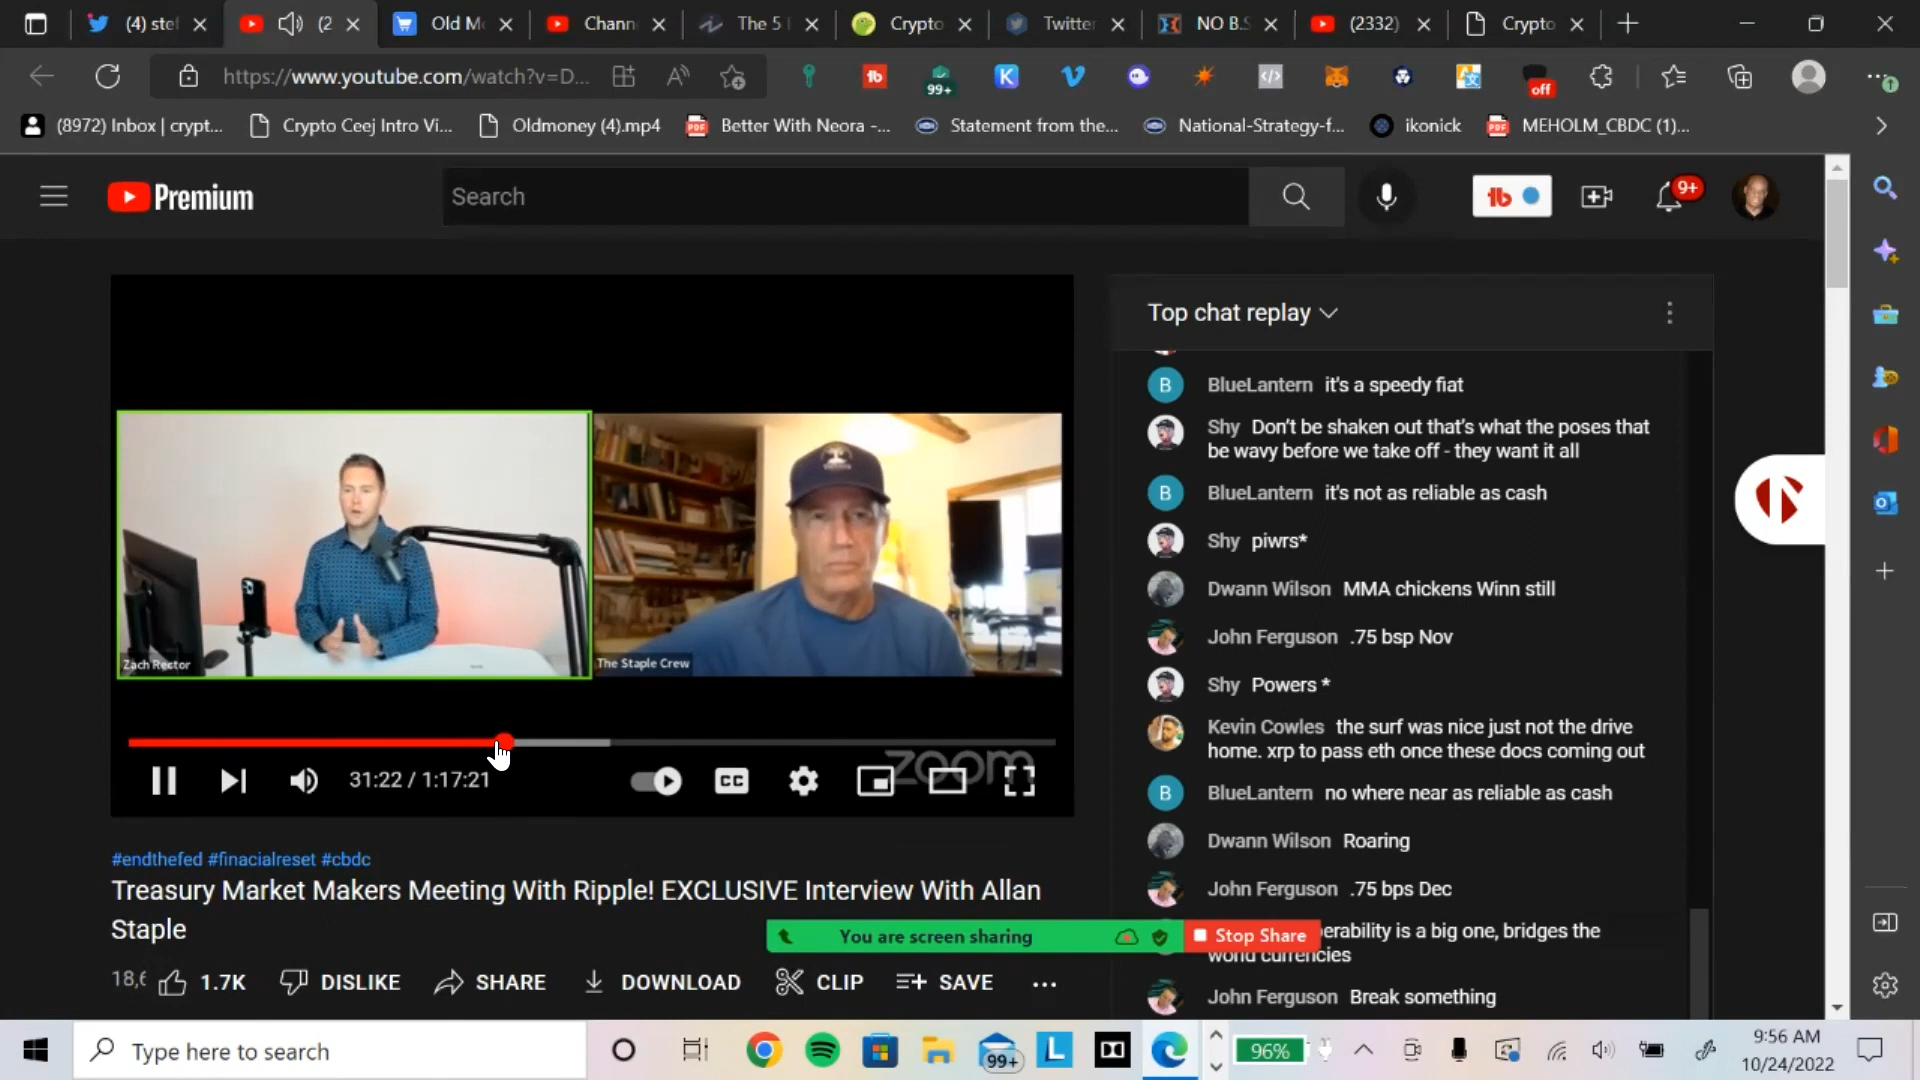 (4) ste
(2
Old M
Chann
The 5
Crypto
Twitter
NO B.S
(2332)
Crypto
https://www.youtube.com/watch?v=D...
99+
off
(8972) Inbox | crypt...
Crypto Ceej Intro Vi...
Oldmoney (4).mp4
Better With Neora -...
Statement from the...
National-Strategy-f...
ikonick
MEHOLM_CBDC (1)...
Premium
Search
9+
Top chat replay
BlueLantern it's a speedy fiat
Shy Don't be shaken out that's what the poses that
be wavy before we take off - they want it all
BlueLantern it's not as reliable as cash
Shy piwrs*
Dwann Wilson MMA chickens Winn still
John Ferguson .75 bsp Nov
Shy Powers *
Kevin Cowles the surf was nice just not the drive
home. xrp to pass eth once these docs coming out
BlueLantern no where near as reliable as cash
Dwann Wilson Roaring
John Ferguson .75 bps Dec
perability is a big one, bridges the
world currencies
John Ferguson Break something
Zach Rector
The Staple Crew
zoom
31:22 / 1:17:21
CC
#endthefed #finacialreset #cbdc
Treasury Market Makers Meeting With Ripple! EXCLUSIVE Interview With Allan
Staple
You are screen sharing
Stop Share
18,6
1.7K
DISLIKE
SHARE
DOWNLOAD
CLIP
SAVE
Type here to search
99+
96%
9:56 AM
10/24/2022